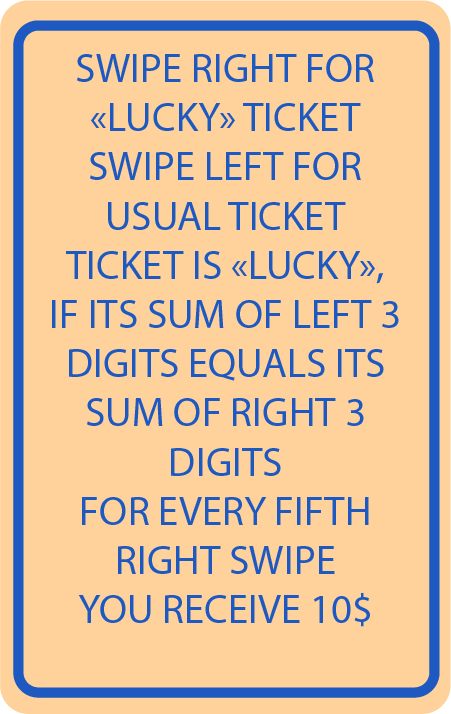 SWIPE RIGHT FOR
«LUCKY» TICKET
SWIPE LEFT FOR
USUAL TICKET
TICKET IS «LUCKY»,
IF ITS SUM OF LEFT 3
DIGITS EQUALS ITS
SUM OF RIGHT 3
DIGITS
FOR EVERY FIFTH
RIGHT SWIPE
YOU RECEIVE 10$